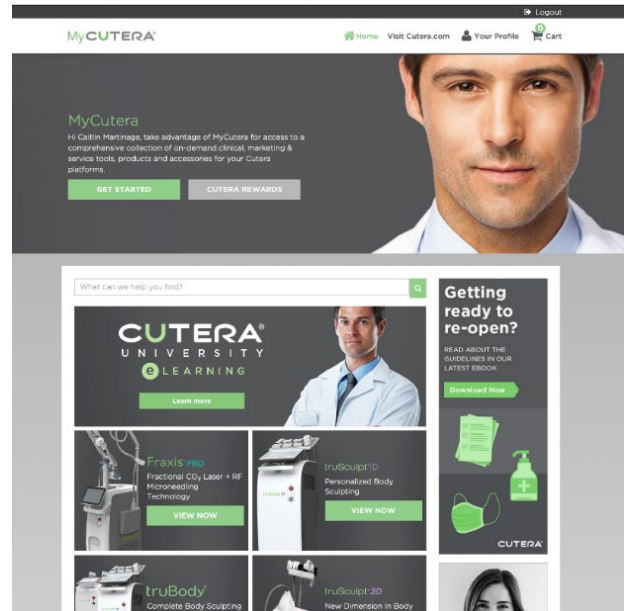 Logout
MyCUTERA®
Home Visit Cutera.com Your Profile 0 Cart
MyCutera
Hi Caitlin Martinage, take advantage of MyCutera for access to a
comprehensive collection of on-demand clinical, marketing &
service tools, products and accessories for your Cutera
platforms.
GET STARTED CUTERA REWARDS
What can we help you find?
CUTERA®
UNIVERSITY
eLEARNING
Learn more
Getting
ready to
re-open?
READ ABOUT THE
GUIDELINES IN OUR
LATEST EBOOK
Download Now
CUTERA®
Fraxis PRO
Fractional CO₂ Laser + RF
Microneedling
Technology
VIEW NOW
truSculpt iD
Personalized Body
Sculpting
VIEW NOW
truBody®
Complete Body Sculpting
truSculpt® 3D
New Dimension in Body